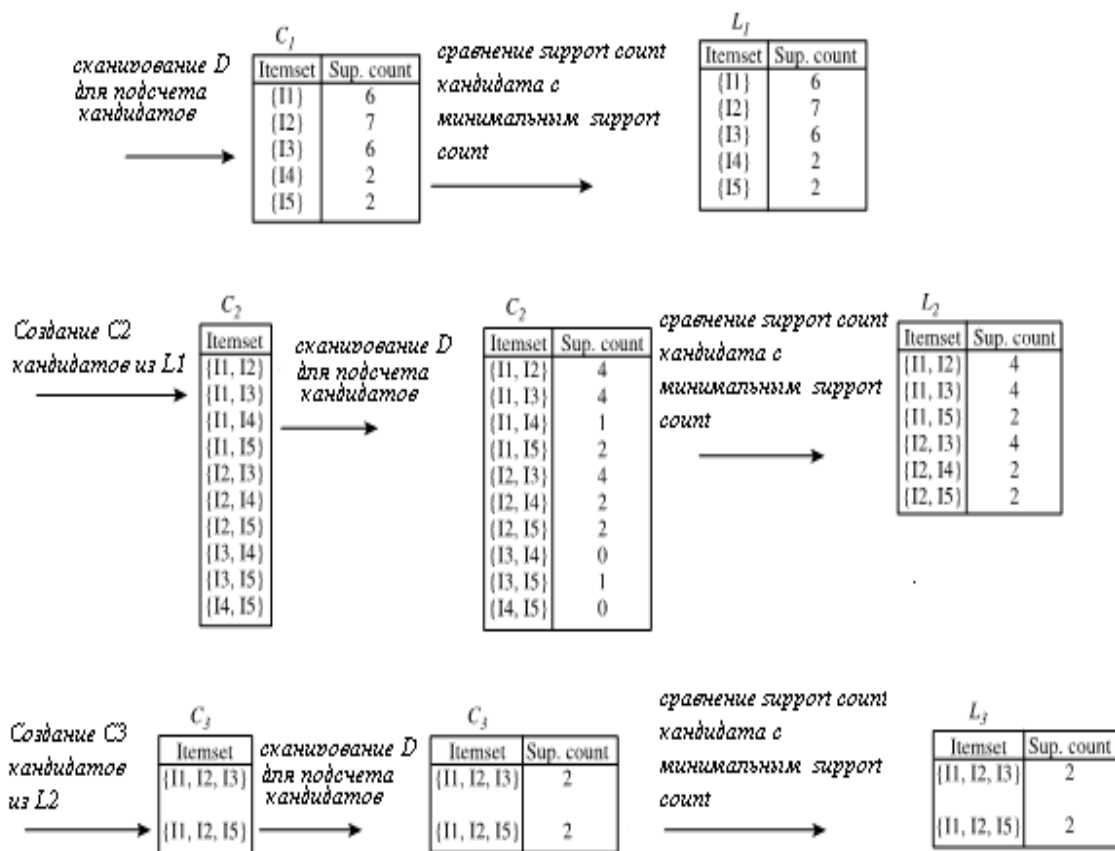 C1
L1
сканирование D
для подсчета
кандидатов
Itemset Sup. count
{I1} 6
{I2} 7
{I3} 6
{I4} 2
{I5} 2
сравнение support count
кандидата с
минимальным support
count
Itemset Sup. count
{I1} 6
{I2} 7
{I3} 6
{I4} 2
{I5} 2
Создание C2
кандидатов из L1
C2
Itemset
{I1, I2}
{I1, I3}
{I1, I4}
{I1, I5}
{I2, I3}
{I2, I4}
{I2, I5}
{I3, I4}
{I3, I5}
{I4, I5}
сканирование D
для подсчета
кандидатов
C2
Itemset Sup. count
{I1, I2} 4
{I1, I3} 4
{I1, I4} 1
{I1, I5} 2
{I2, I3} 4
{I2, I4} 2
{I2, I5} 2
{I3, I4} 0
{I3, I5} 1
{I4, I5} 0
сравнение support count
кандидата с
минимальным support
count
L2
Itemset Sup. count
{I1, I2} 4
{I1, I3} 4
{I1, I5} 2
{I2, I3} 4
{I2, I4} 2
{I2, I5} 2
Создание C3
кандидатов
из L2
C3
Itemset
{I1, I2, I3}
{I1, I2, I5}
сканирование D
для подсчета
кандидатов
C3
Itemset Sup. count
{I1, I2, I3} 2
{I1, I2, I5} 2
сравнение support count
кандидата с
минимальным support
count
L3
Itemset Sup. count
{I1, I2, I3} 2
{I1, I2, I5} 2